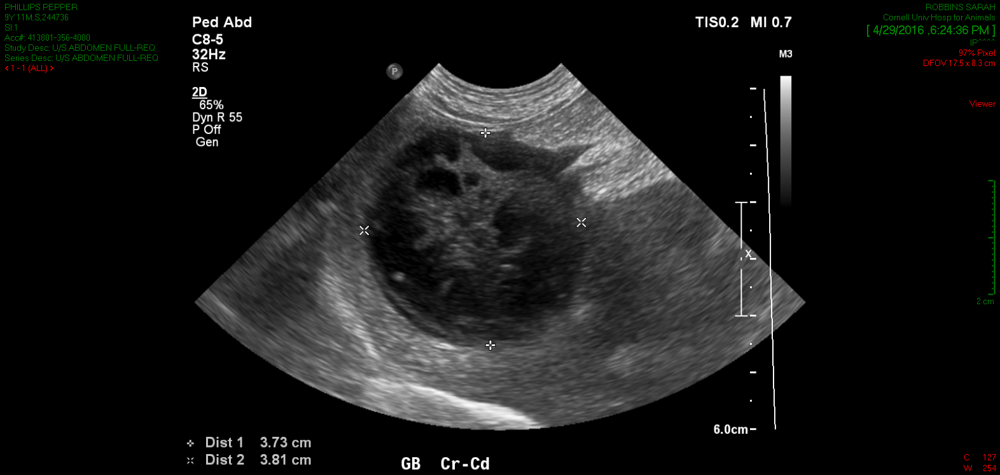 PHILLIPS PEPPER
9Y 11M,S,244736
SI:1
Acc#: 413801-356-4000
Study Desc: U/S ABDOMEN FULL-REQ
Series Desc: U/S ABDOMEN FULL-REQ
< 1 - 1 (ALL) >
Ped Abd
C8-5
32Hz
RS
2D
65%
Dyn R 55
P Off
Gen
P
TIS0.2 MI 0.7
M3
ROBBINS SARAH
Cornell Univ Hosp for Animals
[ 4/29/2016 ,6:24:36 PM ]
IP^^^^
97% Pixel
DFOV 17.5 x 8.3 cm
Viewer
X
2 cm
6.0cm
Dist 1 3.73 cm
Dist 2 3.81 cm
GB Cr-Cd
C 127
W 254